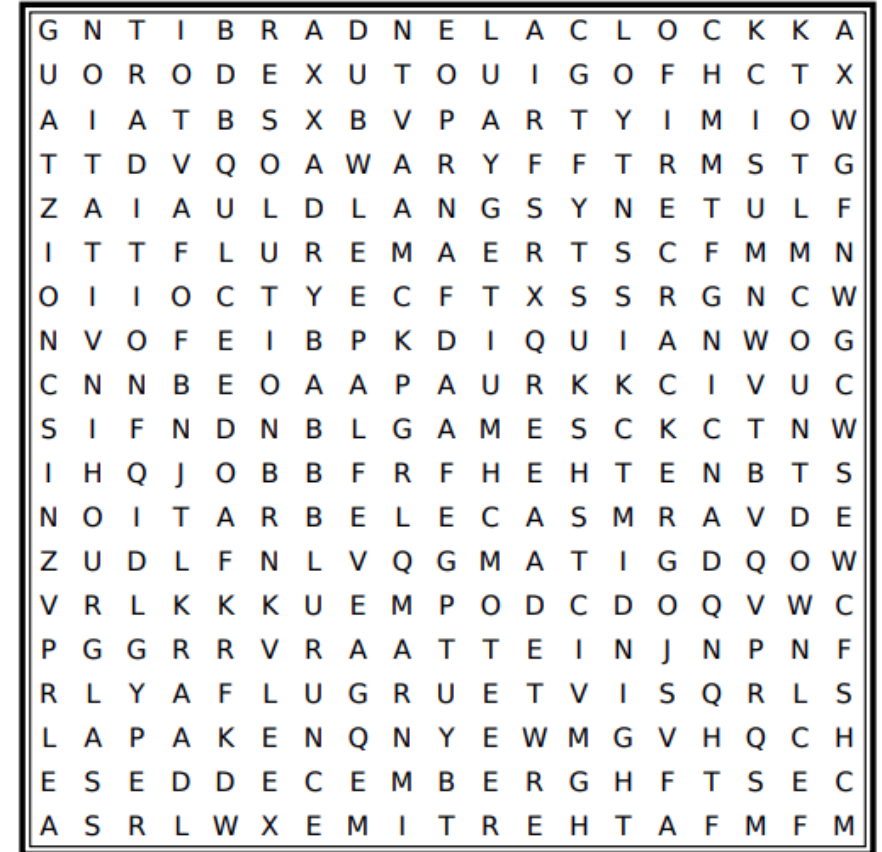 G N T I B R A D N E L A C L O C K K A
U O R O D E X U T O U I G O F H C T X
A I A T B S X B V P A R T Y I M I O W
T T D V Q O A W A R Y F F T R M S T G
Z A I A U L D L A N G S Y N E T U L F
I T T F L U R E M A E R T S C F M M N
O I I O C T Y E C F T X S S R G N C W
N V O F E I B P K D I Q U I A N W O G
C N N B E O A A P A U R K K C I V U C
S I F N D N B L G A M E S C K C T N W
I H Q J O B B F R F H E H T E N B T S
N O I T A R B E L E C A S M R A V D E
Z U D L F N L V Q G M A T I G D Q O W
V R L K K K U E M P O D C D O Q V W C
P G G R R V R A A T T E I N J N P N F
R L Y A F L U G R U E T V I S Q R L S
L A P A K E N Q N Y E W M G V H Q C H
E S E D D E C E M B E R G H F T S E C
A S R L W X E M I T R E H T A F M F M